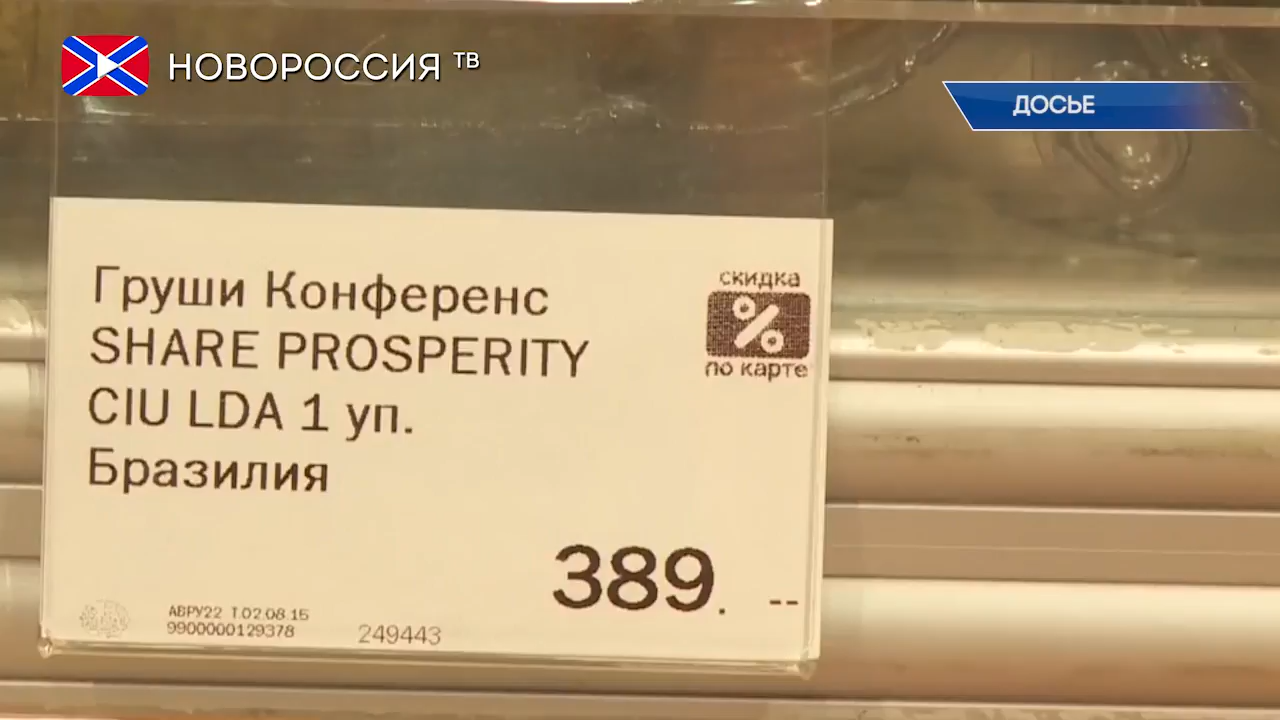 НОВОРОССИЯ ТВ
ДОСЬЕ
Груши Конференс
SHARE PROSPERITY
CIU LDA 1 уп.
Бразилия
скидка
%
по карте
389. --
АВРУ22 T.02.08.15
9900000129378
249443